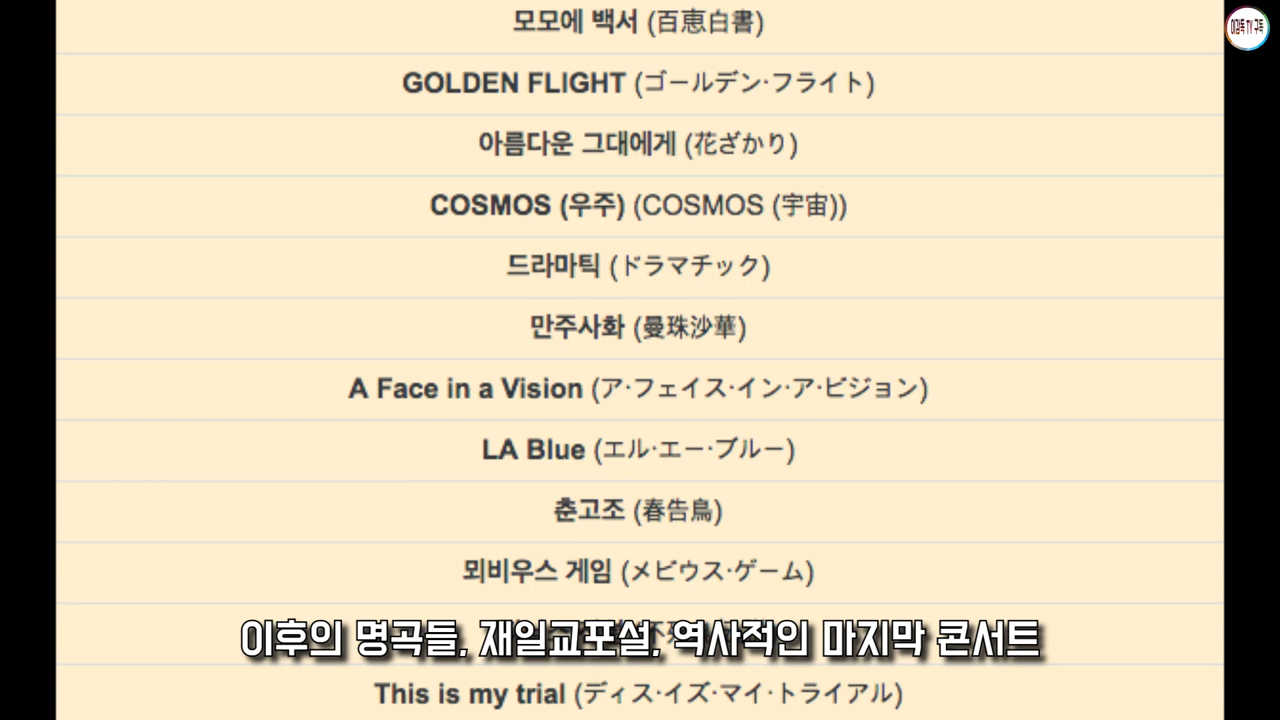 모모에 백서 (百恵白書)
이감독 TV 구독
GOLDEN FLIGHT (ゴールデン·フライト)
아름다운 그대에게 (花ざかり)
COSMOS (우주) (COSMOS (宇宙))
드라마틱 (ドラマチック)
만주사화 (曼珠沙華)
A Face in a Vision (ア·フェイス·イン·ア·ビジョン)
LA Blue (エル·エー·ブルー)
춘고조 (春告鳥)
뫼비우스 게임 (メビウス·ゲーム)
이후의 명곡들, 재일교포설, 역사적인 마지막 콘서트
This is my trial (ディス·イズ·マイ·トライアル)